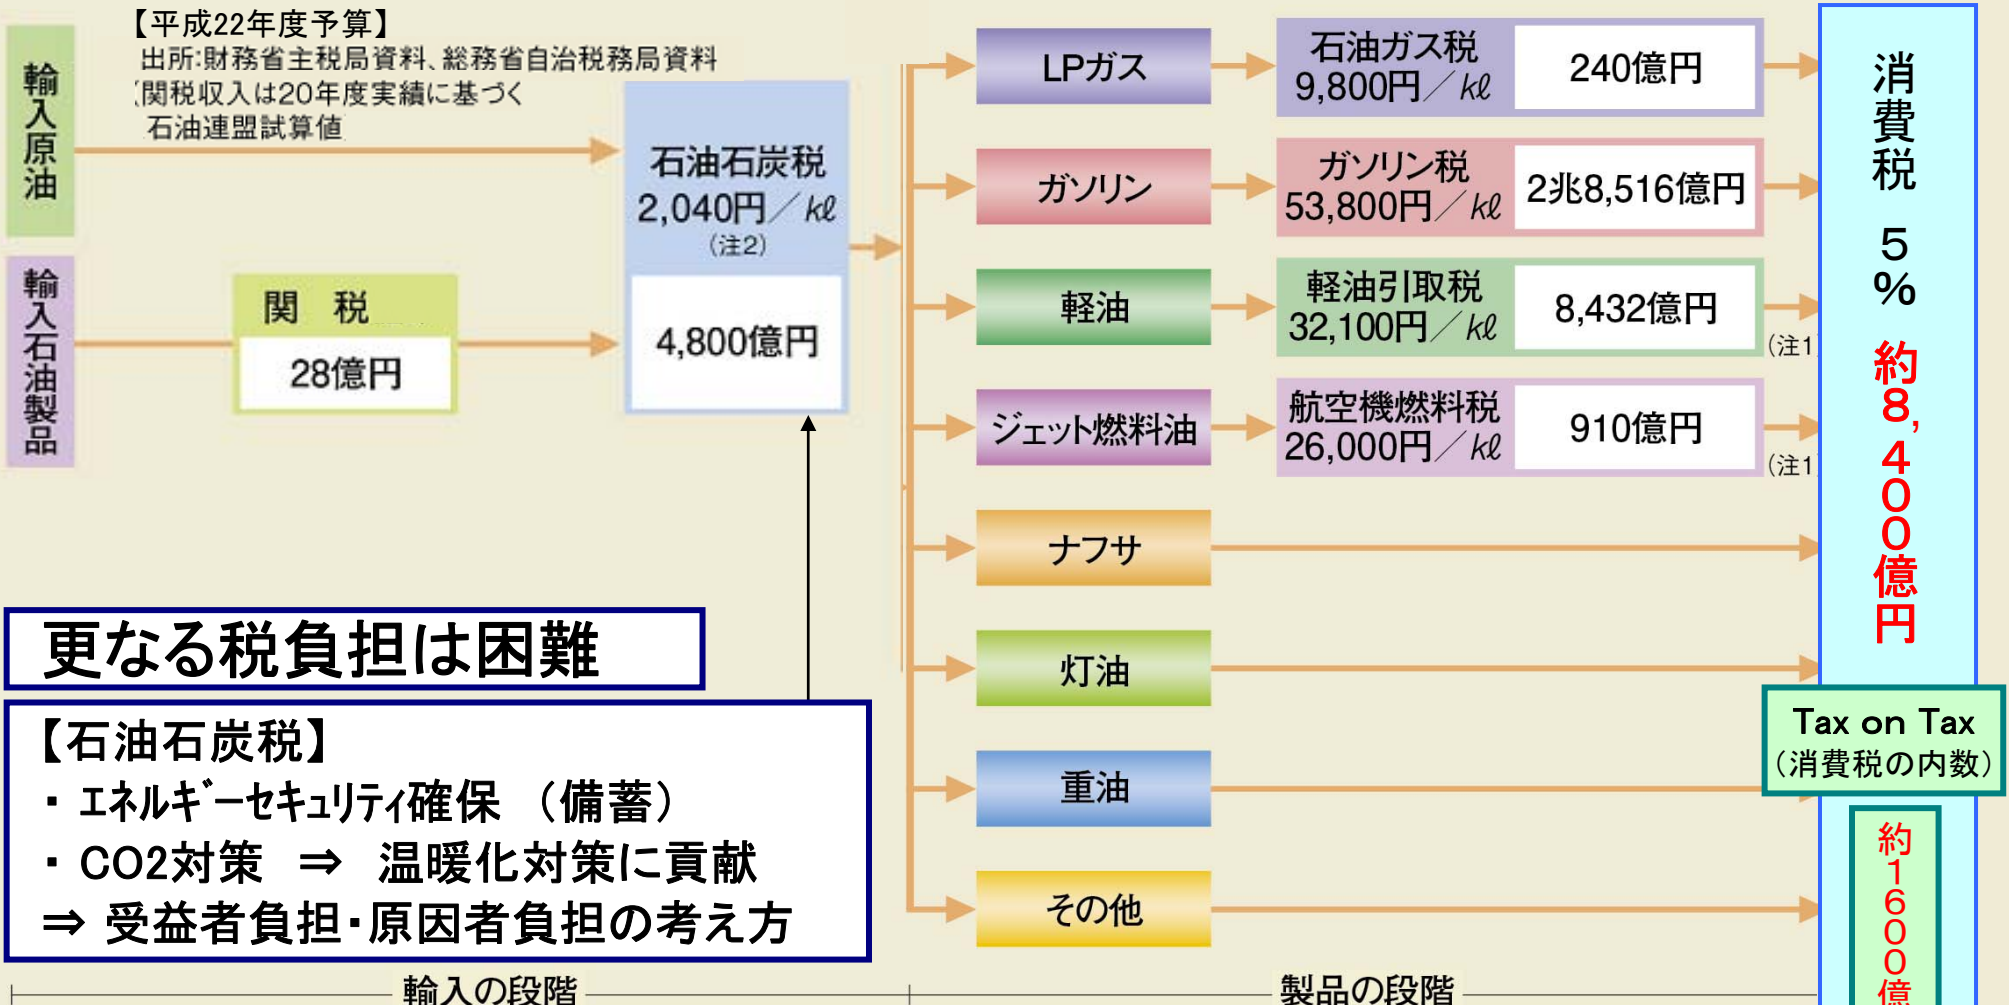 【平成22年度予算】
出所:財務省主税局資料、総務省自治税務局資料
(関税収入は20年度実績に基づく
石油連盟試算値
輸入原油
輸入石油製品
関 税
28億円
石油石炭税
2,040円／kℓ
(注2)
4,800億円
LPガス
石油ガス税
9,800円／kℓ
240億円
ガソリン
ガソリン税
53,800円／kℓ
2兆8,516億円
軽油
軽油引取税
32,100円／kℓ
8,432億円
(注1
ジェット燃料油
航空機燃料税
26,000円／kℓ
910億円
(注1
ナフサ
灯油
重油
その他
消費税 5% 約8,400億円
Tax on Tax
(消費税の内数)
約1600億
更なる税負担は困難
【石油石炭税】
・エネルギーセキュリティ確保 (備蓄)
・CO2対策 ⇒ 温暖化対策に貢献
⇒ 受益者負担・原因者負担の考え方
輸入の段階
製品の段階